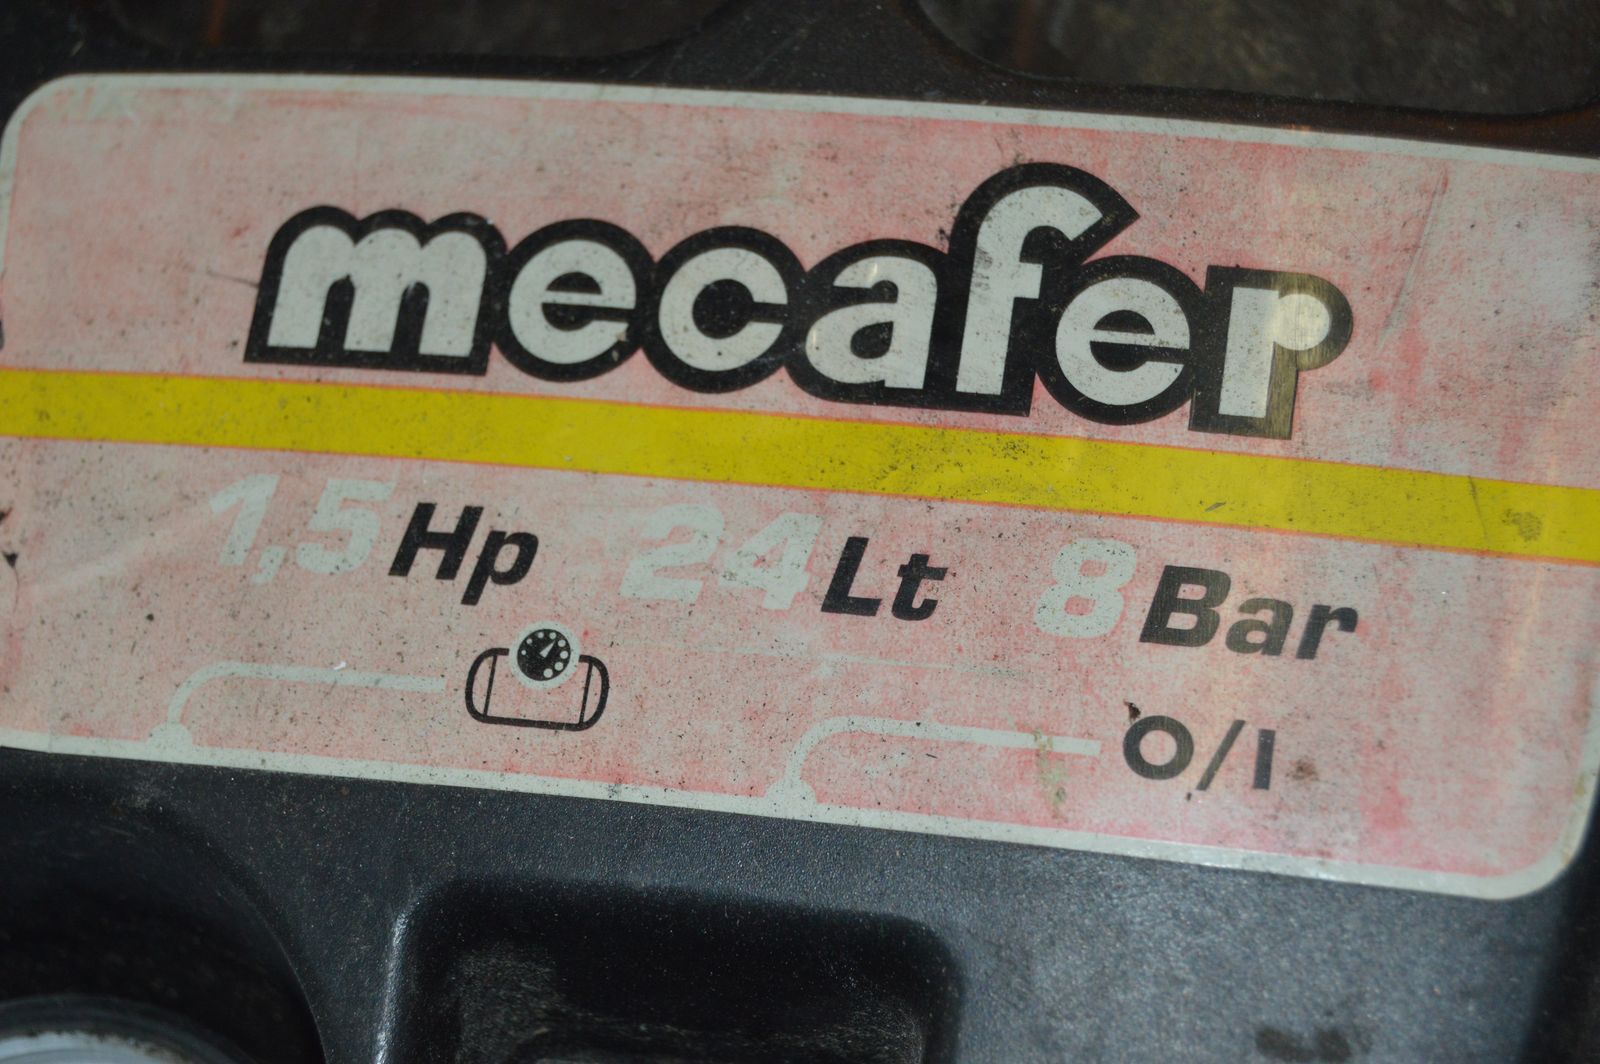 mecafer
1,5 Hp 24 Lt 8 Bar
O/I